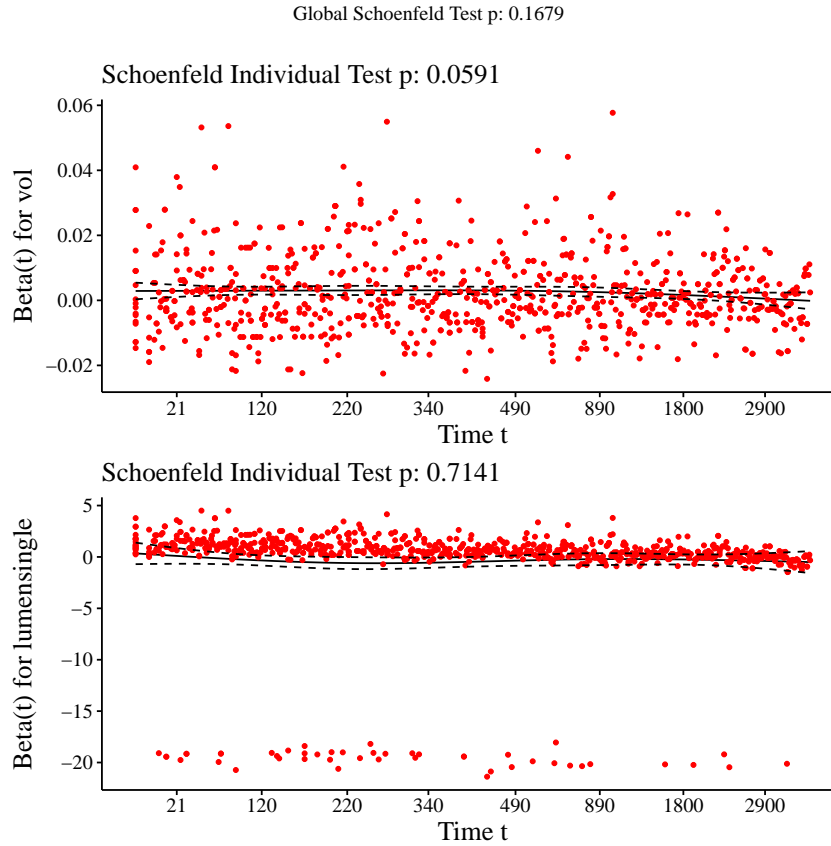 Global Schoenfeld Test p: 0.1679
Schoenfeld Individual Test p: 0.0591
Beta(t) for vol
0.06
0.04
0.02
0.00
−0.02
21 120 220 340 490 890 1800 2900
Time t
Schoenfeld Individual Test p: 0.7141
Beta(t) for lumensingle
5
0
−5
−10
−15
−20
21 120 220 340 490 890 1800 2900
Time t